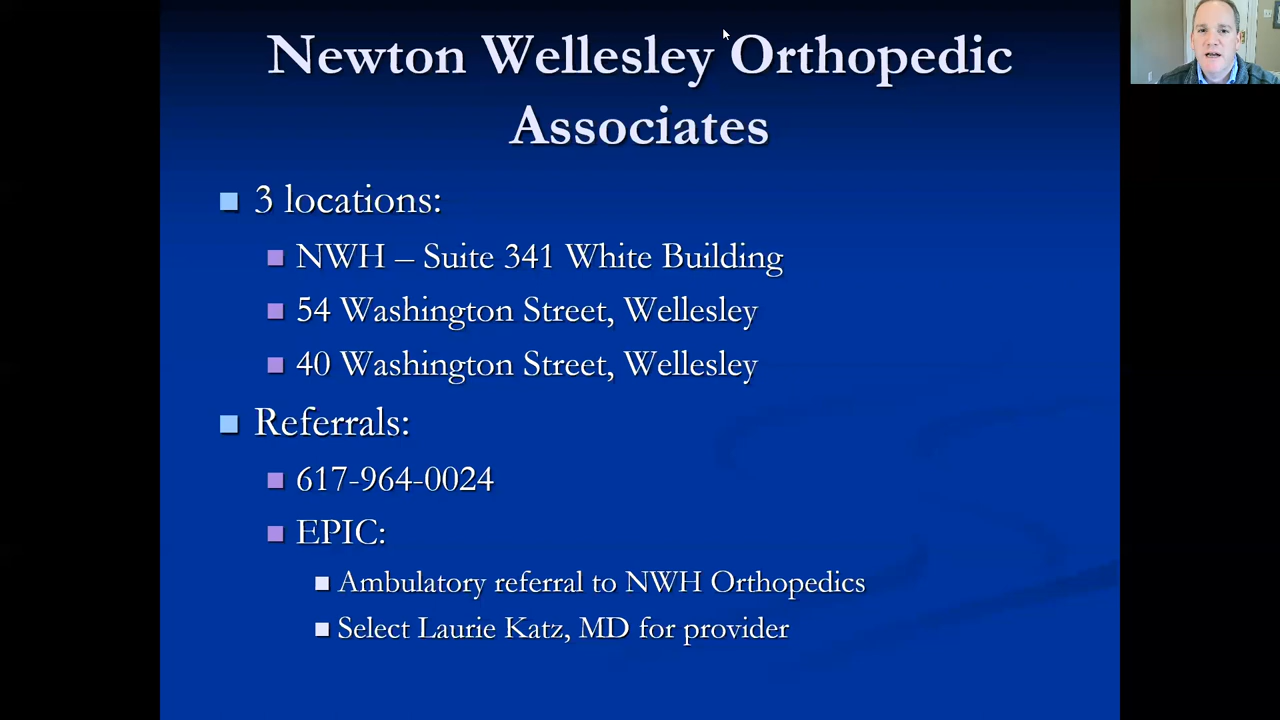 Newton Wellesley Orthopedic
Associates
3 locations:
NWH – Suite 341 White Building
54 Washington Street, Wellesley
40 Washington Street, Wellesley
Referrals:
617-964-0024
EPIC:
Ambulatory referral to NWH Orthopedics
Select Laurie Katz, MD for provider